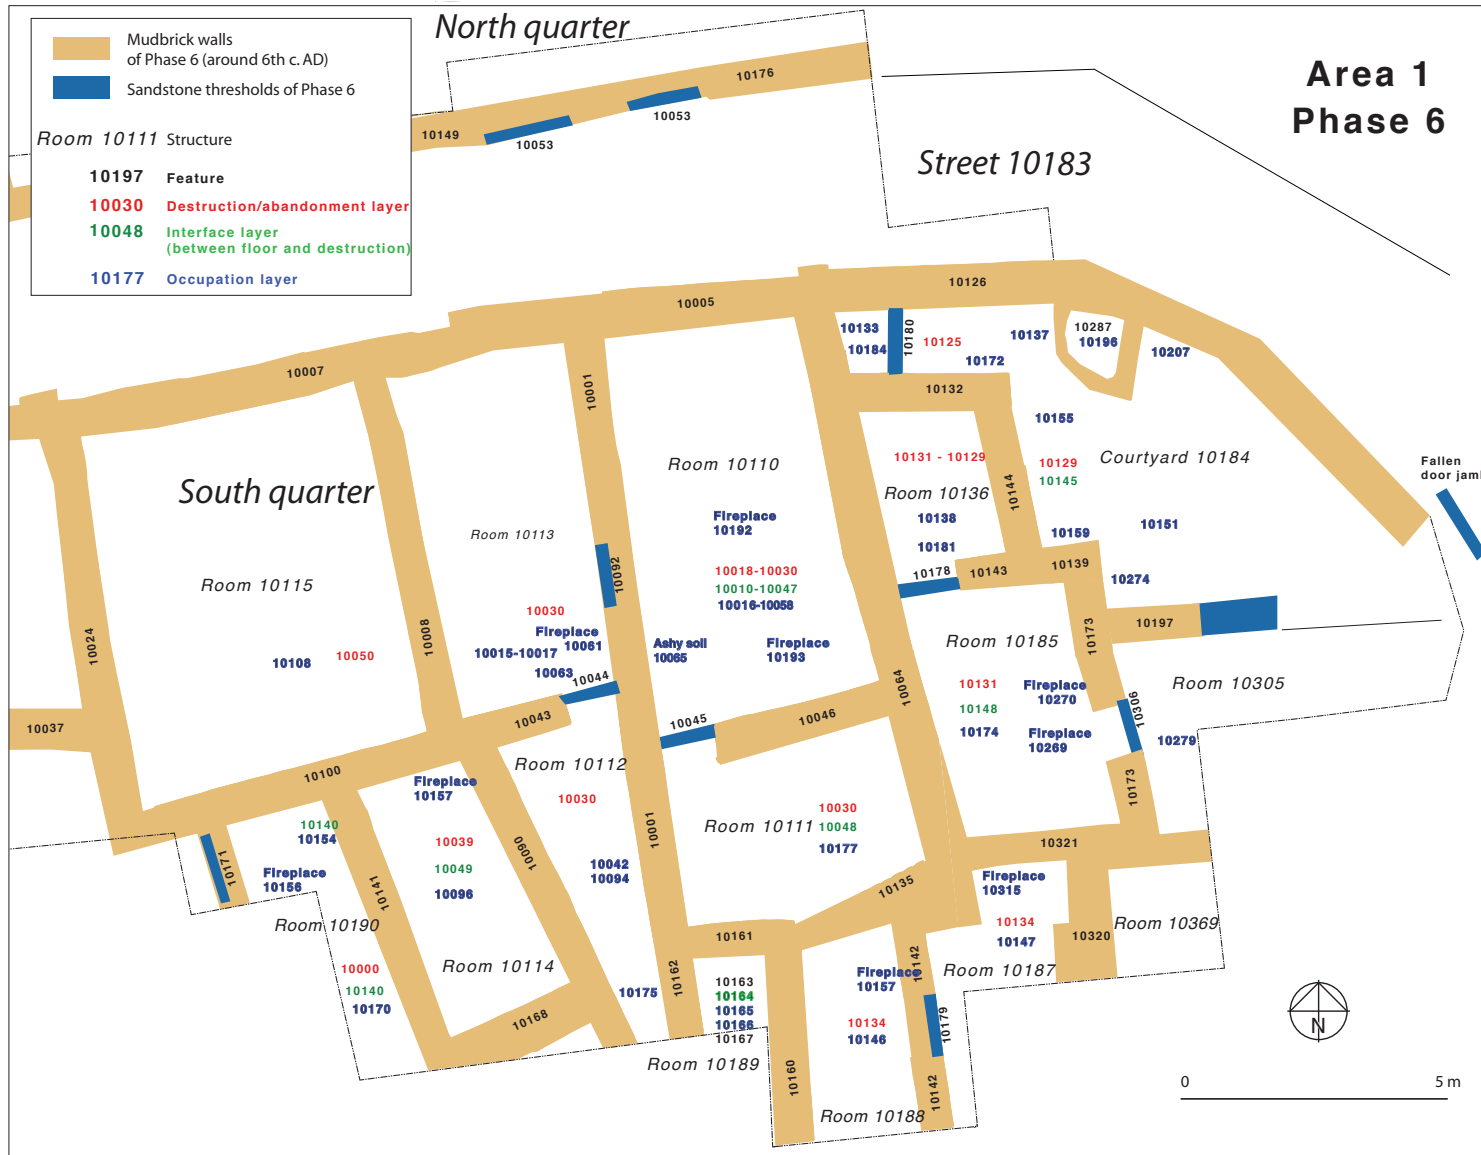 North quarter
Area 1
Phase 6
Mudbrick walls
of Phase 6 (around 6th c. AD)
Sandstone thresholds of Phase 6
Room 10111 Structure
10197 Feature
10030 Destruction/abandonment layer
10048 Interface layer
(between floor and destruction)
10177 Occupation layer
10176
10149
10053
10053
Street 10183
10126
10005
10007
10133
10184
10180
10125
10137
10172
10287
10196
10207
10001
10132
10155
Room 10110
10131 - 10129
10129
10145
Courtyard 10184
Fallen
door jamb
South quarter
Room 10136
10144
Fireplace
10192
10138
10181
10159
10151
Room 10113
10092
10018-10030
10010-10047
10016-10058
10178
10143
10139
10274
Room 10115
10030
Fireplace
10061
10015-10017
10063
Ashy soil
10065
Fireplace
10193
10197
10173
10024
10008
10108
10050
Room 10185
10064
10131
10148
10174
Fireplace
10270
Fireplace
10269
Room 10305
10306
10279
10044
10043
10045
10046
10037
10100
Room 10112
10030
Fireplace
10157
10173
10140
10154
10039
10049
10096
10090
10001
10030
10048
10177
Room 10111
10171
Fireplace
10156
10141
10042
10094
10321
10135
Fireplace
10315
10134
10147
10320
Room 10369
Room 10190
10000
10140
10170
Room 10114
10168
10175
10162
10161
10163
10164
10165
10166
10167
Fireplace
10157
10142
10134
10146
10179
Room 10187
Room 10189
10160
10142
Room 10188
N
0 5 m